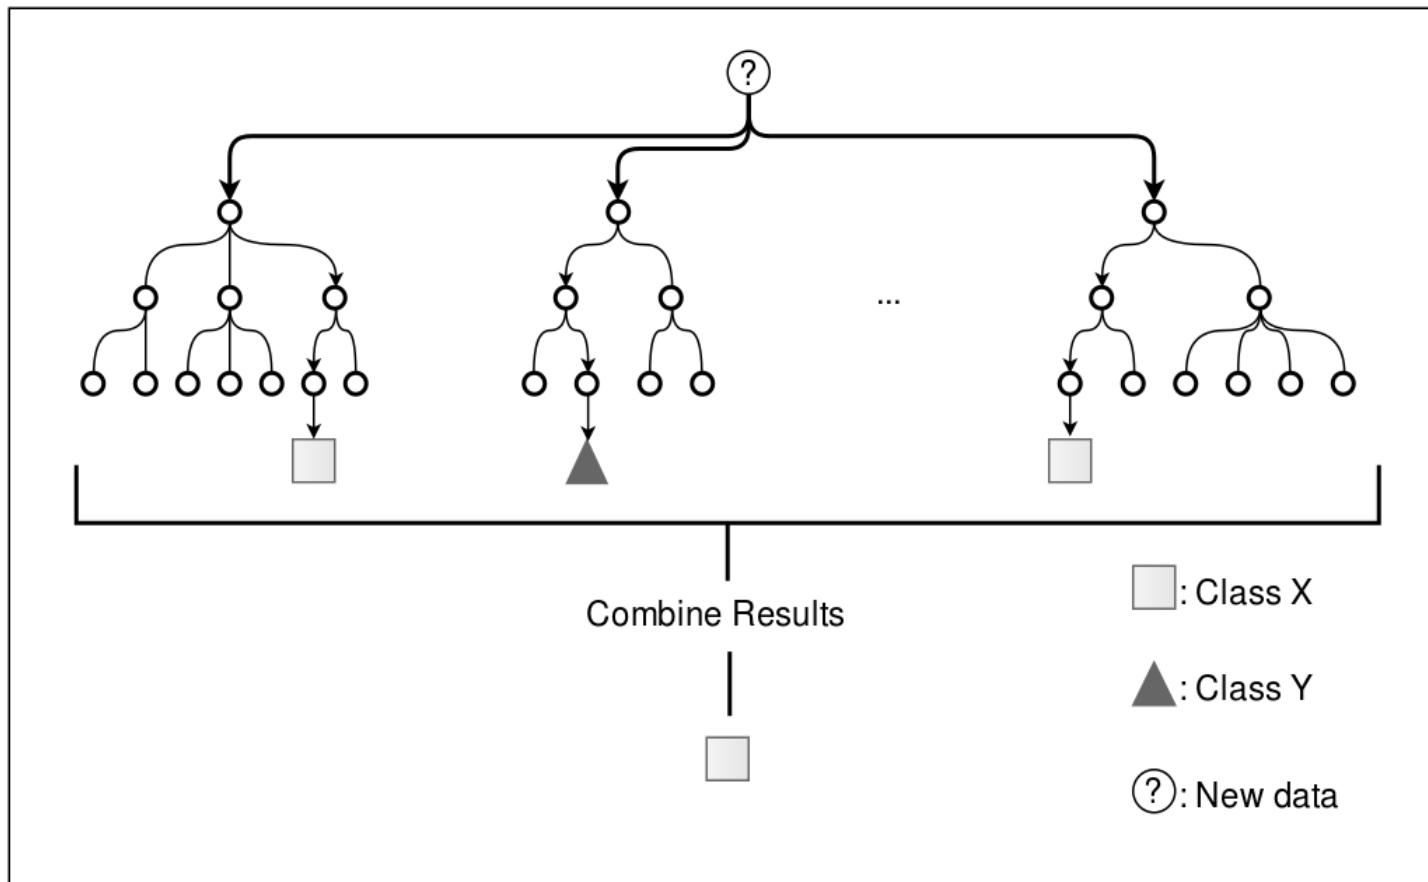 ?
...
Combine Results
: Class X
: Class Y
? : New data